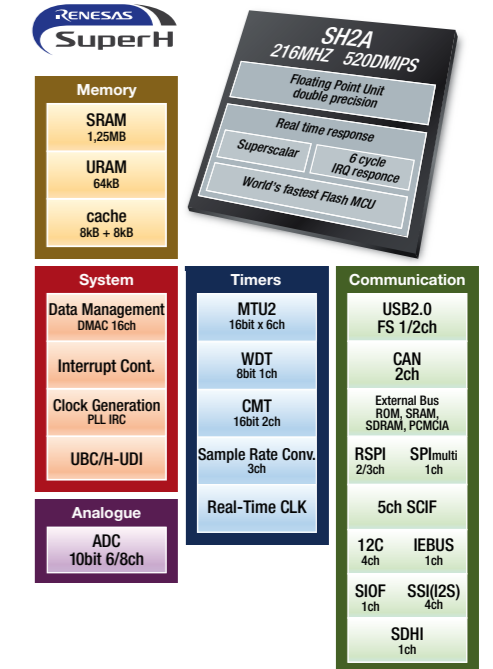 RENESAS
SuperH
SH2A
216MHZ 520DMIPS
Floating Point Unit
double precision
Real time response
Superscalar
6 cycle
IRQ responce
World's fastest Flash MCU
Memory
SRAM
1,25MB
URAM
64kB
cache
8kB + 8kB
System
Data Management
DMAC 16ch
Interrupt Cont.
Clock Generation
PLL IRC
UBC/H-UDI
Analogue
ADC
10bit 6/8ch
Timers
MTU2
16bit x 6ch
WDT
8bit 1ch
CMT
16bit 2ch
Sample Rate Conv.
3ch
Real-Time CLK
Communication
USB2.0
FS 1/2ch
CAN
2ch
External Bus
ROM, SRAM,
SDRAM, PCMCIA
RSPI SPImulti
2/3ch 1ch
5ch SCIF
12C IEBUS
4ch 1ch
SIOF SSI(I2S)
1ch 4ch
SDHI
1ch